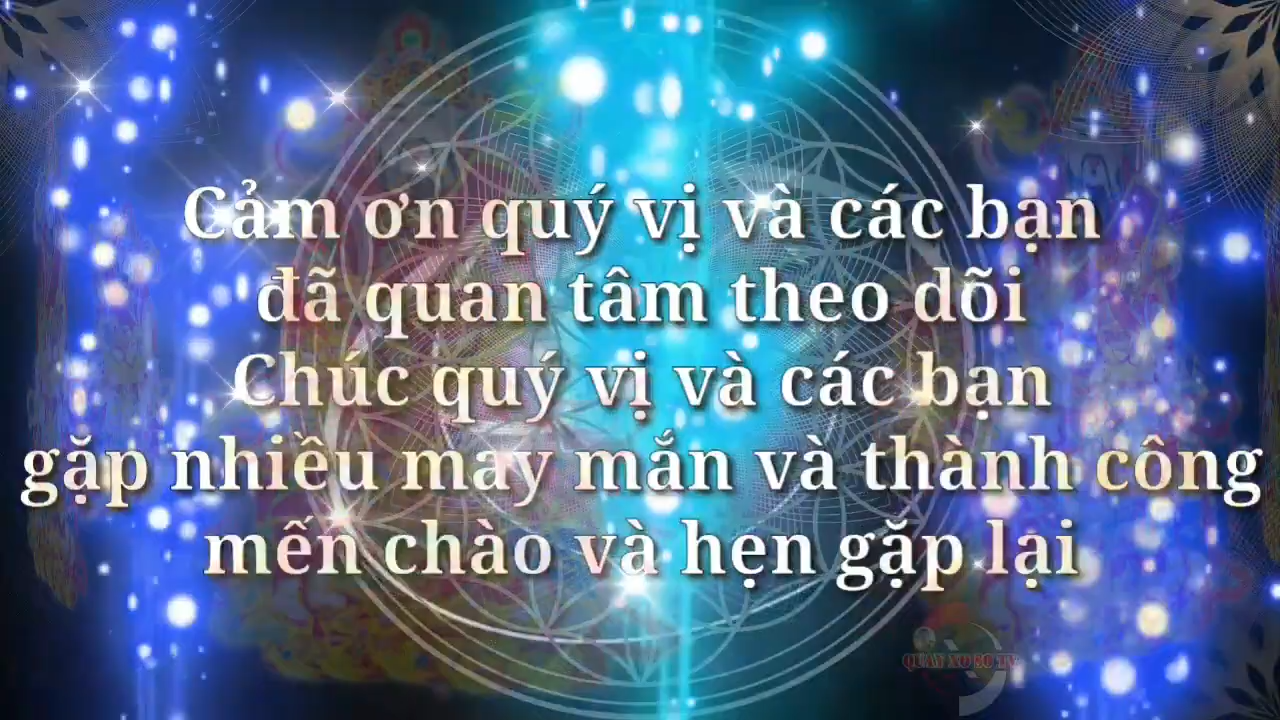 Cảm ơn quý vị và các bạn
đã quan tâm theo dõi
Chúc quý vị và các bạn
gặp nhiều may mắn và thành công
mến chào và hẹn gặp lại